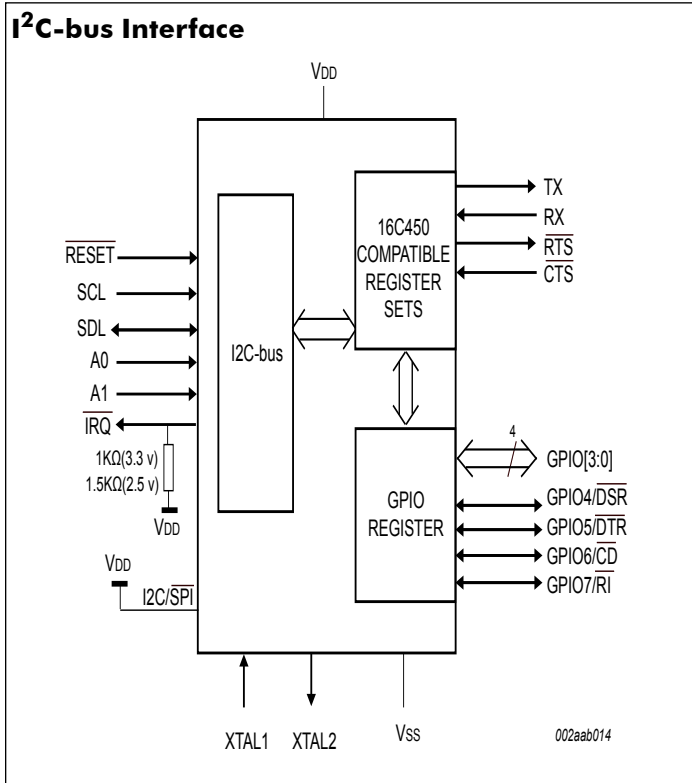 I²C-bus Interface
VDD
RESET
SCL
SDL
A0
A1
IRQ
1KΩ(3.3 v)
1.5KΩ(2.5 v)
VDD
VDD
I2C/SPI
I2C-bus
16C450
COMPATIBLE
REGISTER
SETS
GPIO
REGISTER
TX
RX
RTS
CTS
4
GPIO[3:0]
GPIO4/DSR
GPIO5/DTR
GPIO6/CD
GPIO7/RI
XTAL1
XTAL2
VSS
002aab014